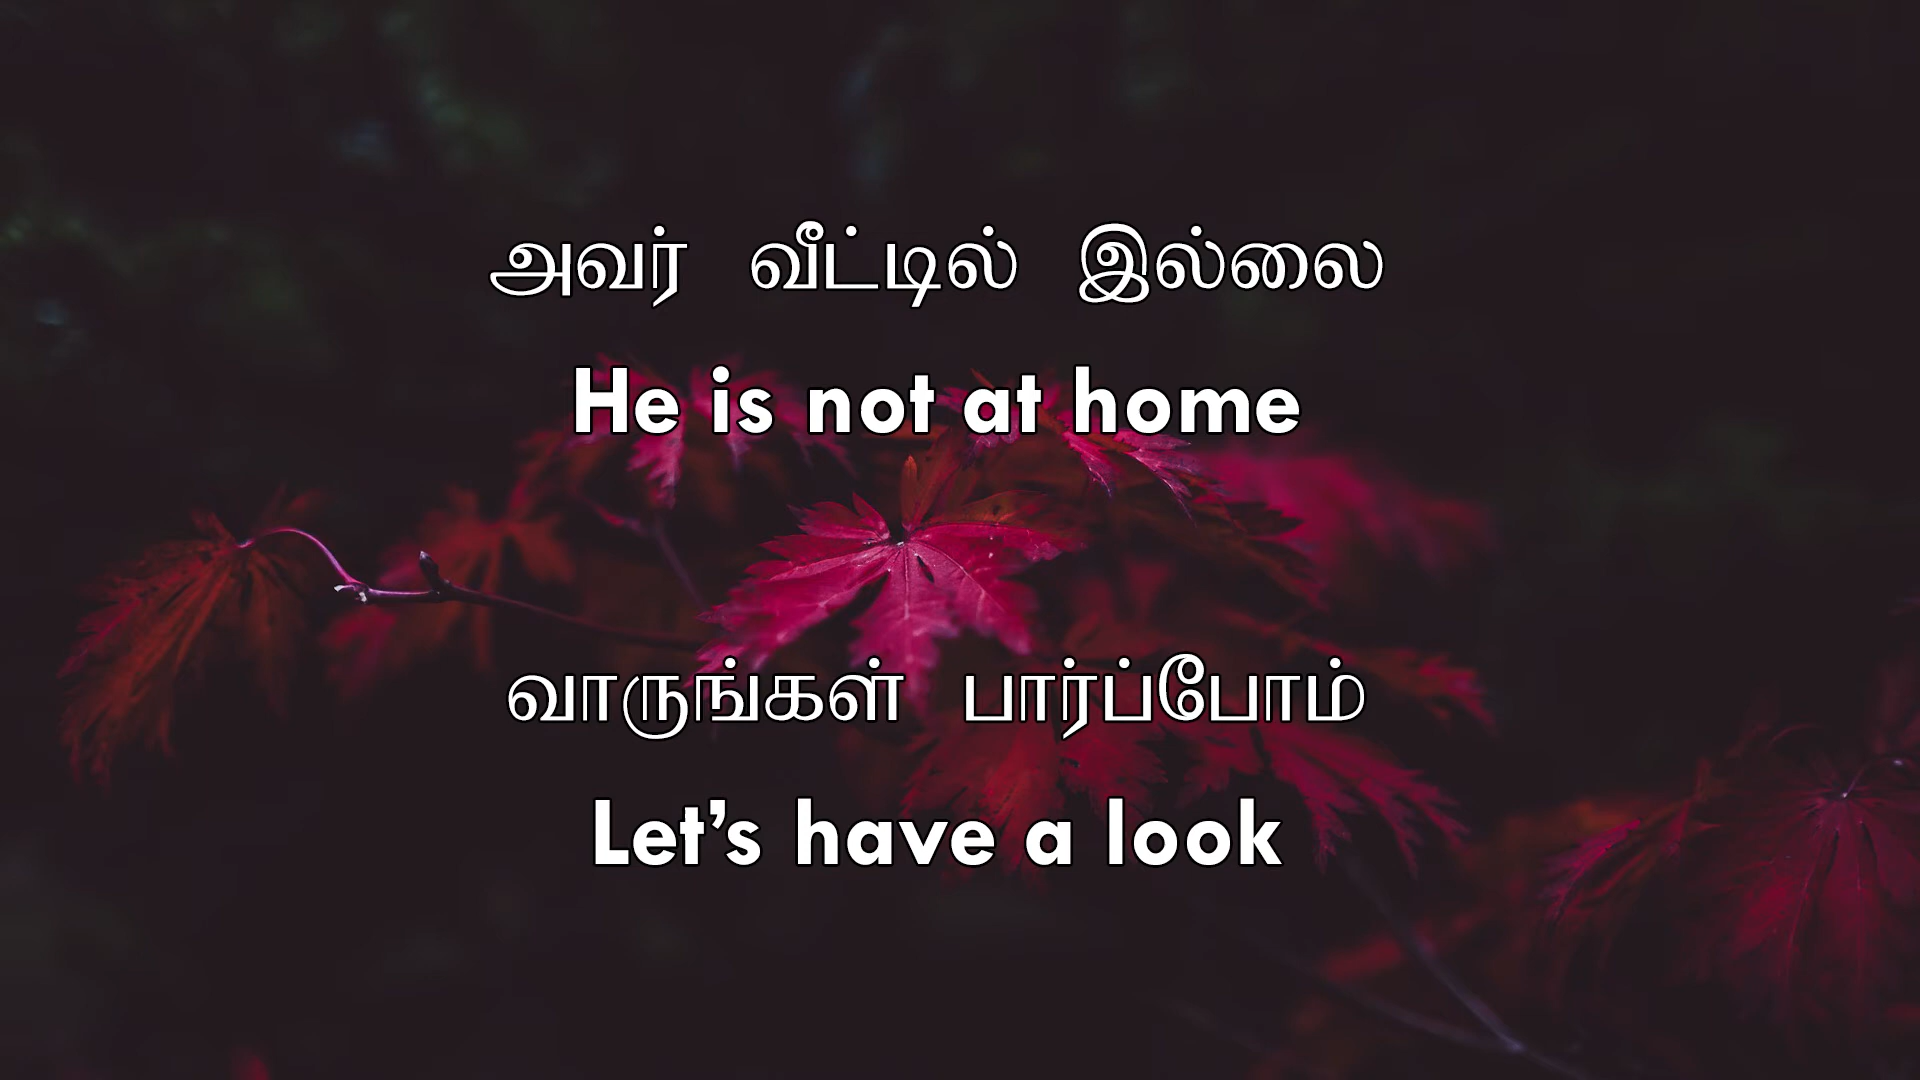 அவர் வீட்டில் இல்லை
He is not at home
வாருங்கள் பார்ப்போம்
Let’s have a look